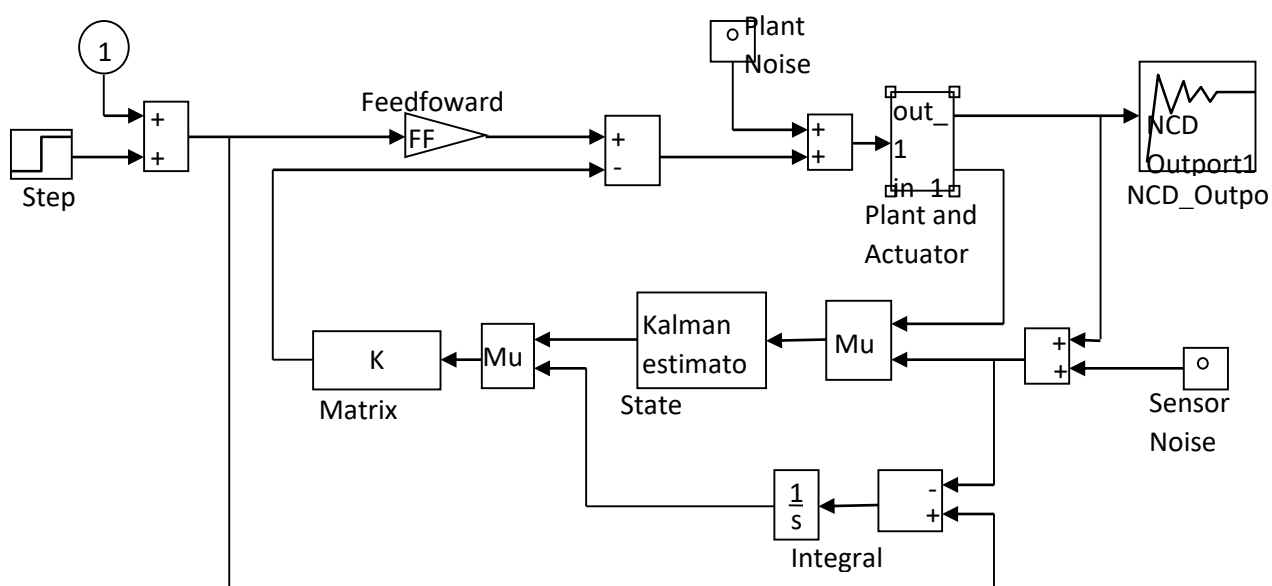 1
+
+
Step
Feedfoward
FF
+
-
Plant
Noise
+
+
out_
1
in_1
Plant and
Actuator
NCD
Outport1
NCD_Outpo
K
Matrix
Mu
Kalman
estimato
State
Mu
+
+
Sensor
Noise
1
s
Integral
-
+